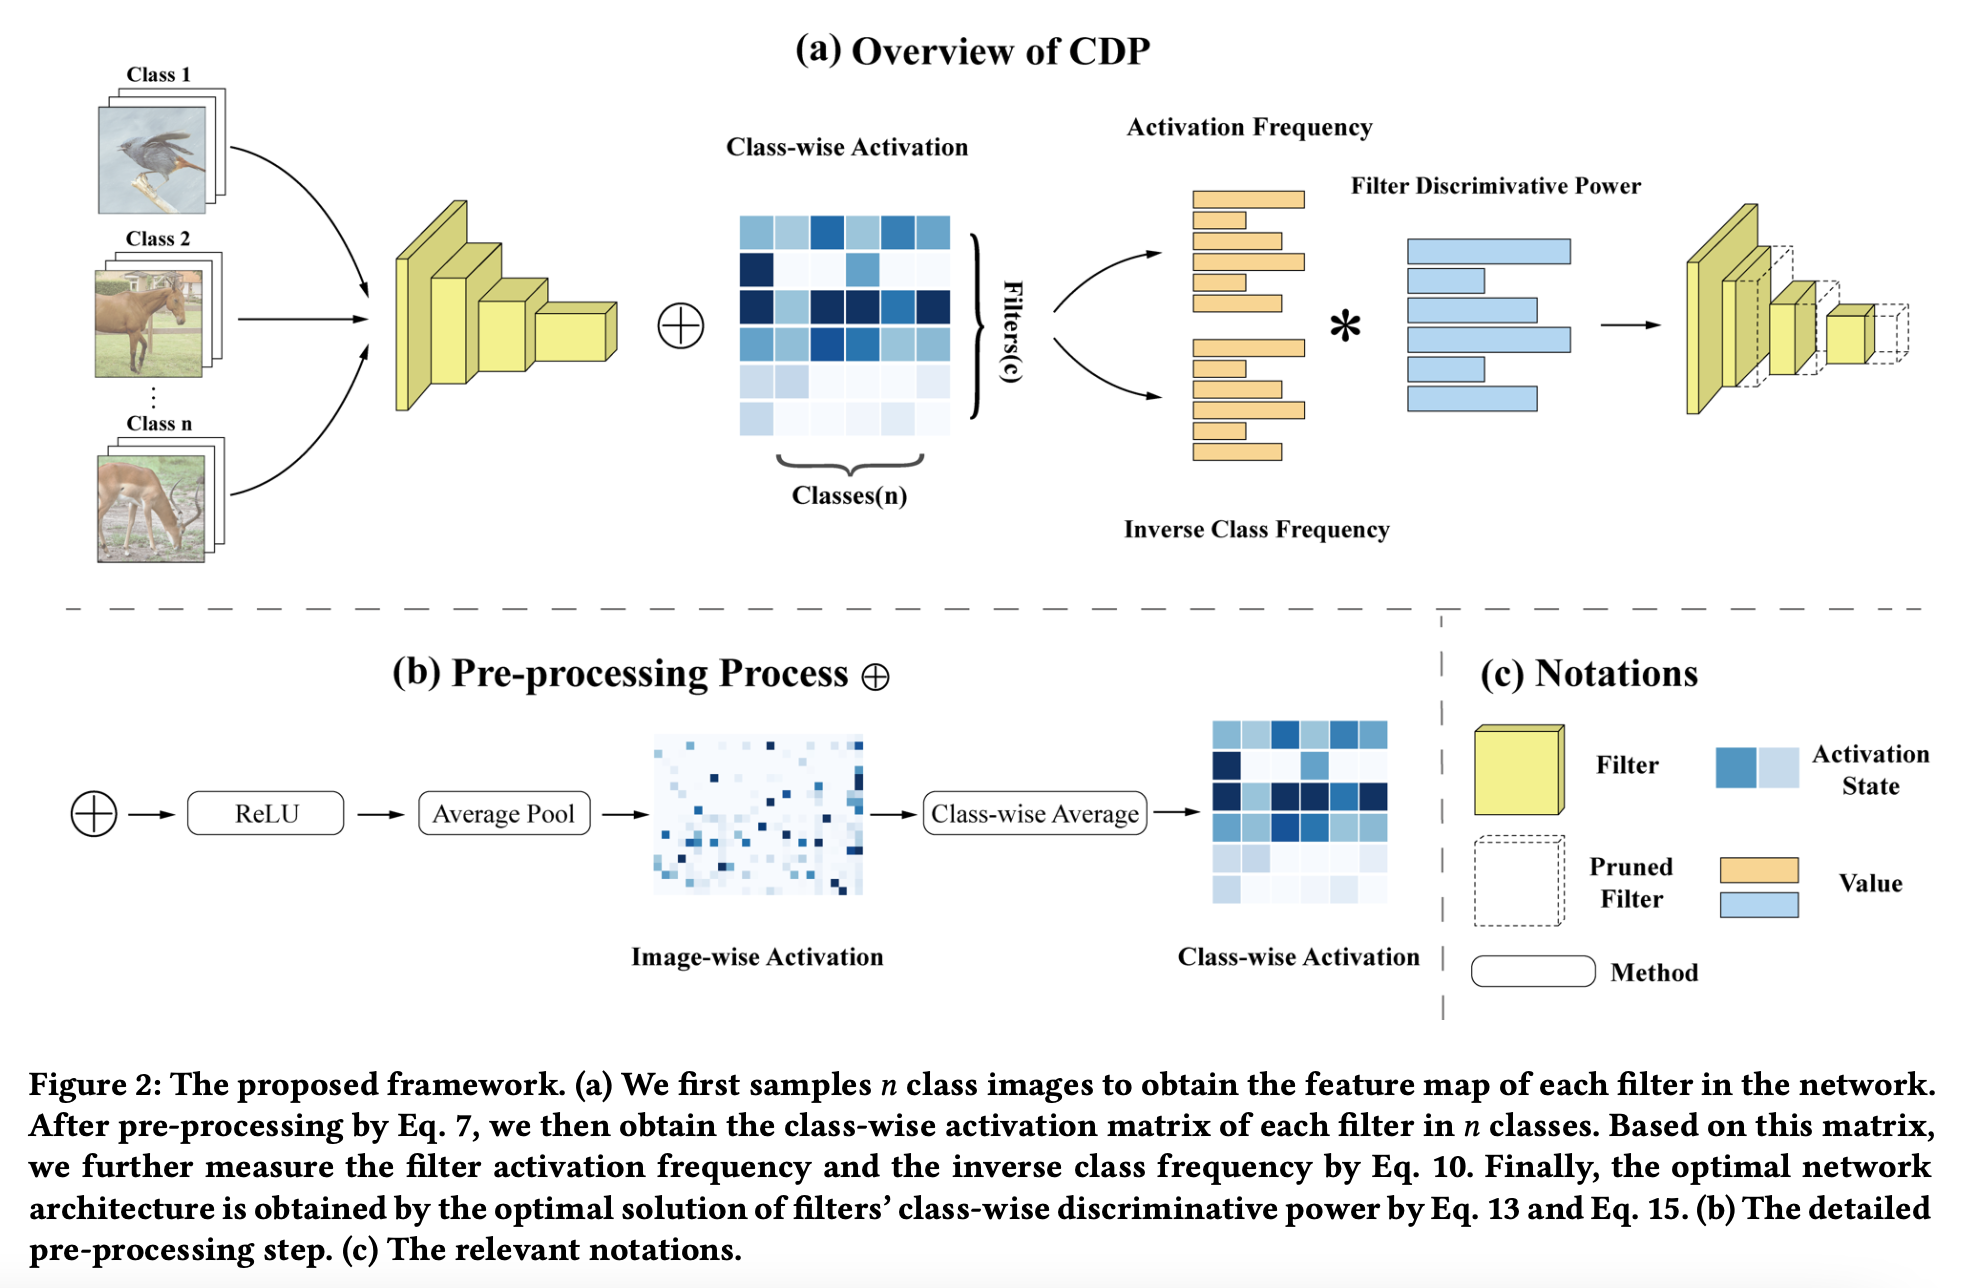 (a) Overview of CDP
Class 1
Class 2
Class n
Class-wise Activation
Filters(c)
Classes(n)
Activation Frequency
Inverse Class Frequency
Filter Discrimivative Power
*
(b) Pre-processing Process ⊕
ReLU
Average Pool
Image-wise Activation
Class-wise Average
Class-wise Activation
(c) Notations
Filter
Activation
State
Pruned
Filter
Value
Method
Figure 2: The proposed framework. (a) We first samples n class images to obtain the feature map of each filter in the network.
After pre-processing by Eq. 7, we then obtain the class-wise activation matrix of each filter in n classes. Based on this matrix,
we further measure the filter activation frequency and the inverse class frequency by Eq. 10. Finally, the optimal network
architecture is obtained by the optimal solution of filters’ class-wise discriminative power by Eq. 13 and Eq. 15. (b) The detailed
pre-processing step. (c) The relevant notations.